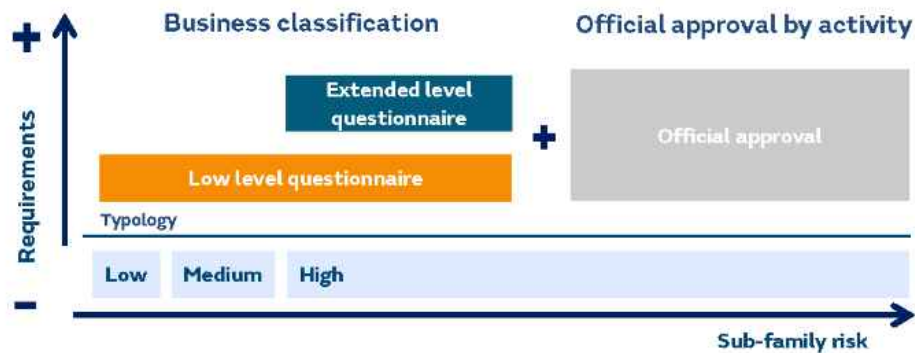 Business classification
Official approval by activity
+
Requirements
-
Extended level
questionnaire
+
Official approval
Low level questionnaire
Typology
Low
Medium
High
Sub-family risk